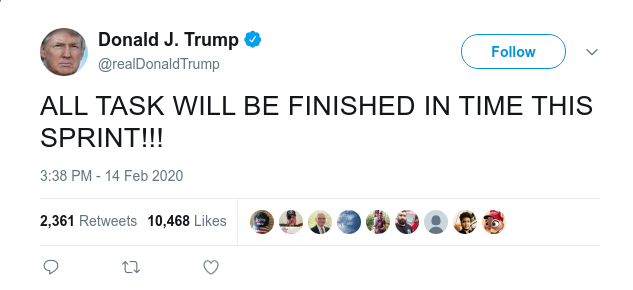 Donald J. Trump
Follow
@realDonaldTrump
ALL TASK WILL BE FINISHED IN TIME THIS
SPRINT!!!
3:38 PM - 14 Feb 2020
2,361 Retweets 10,468 Likes